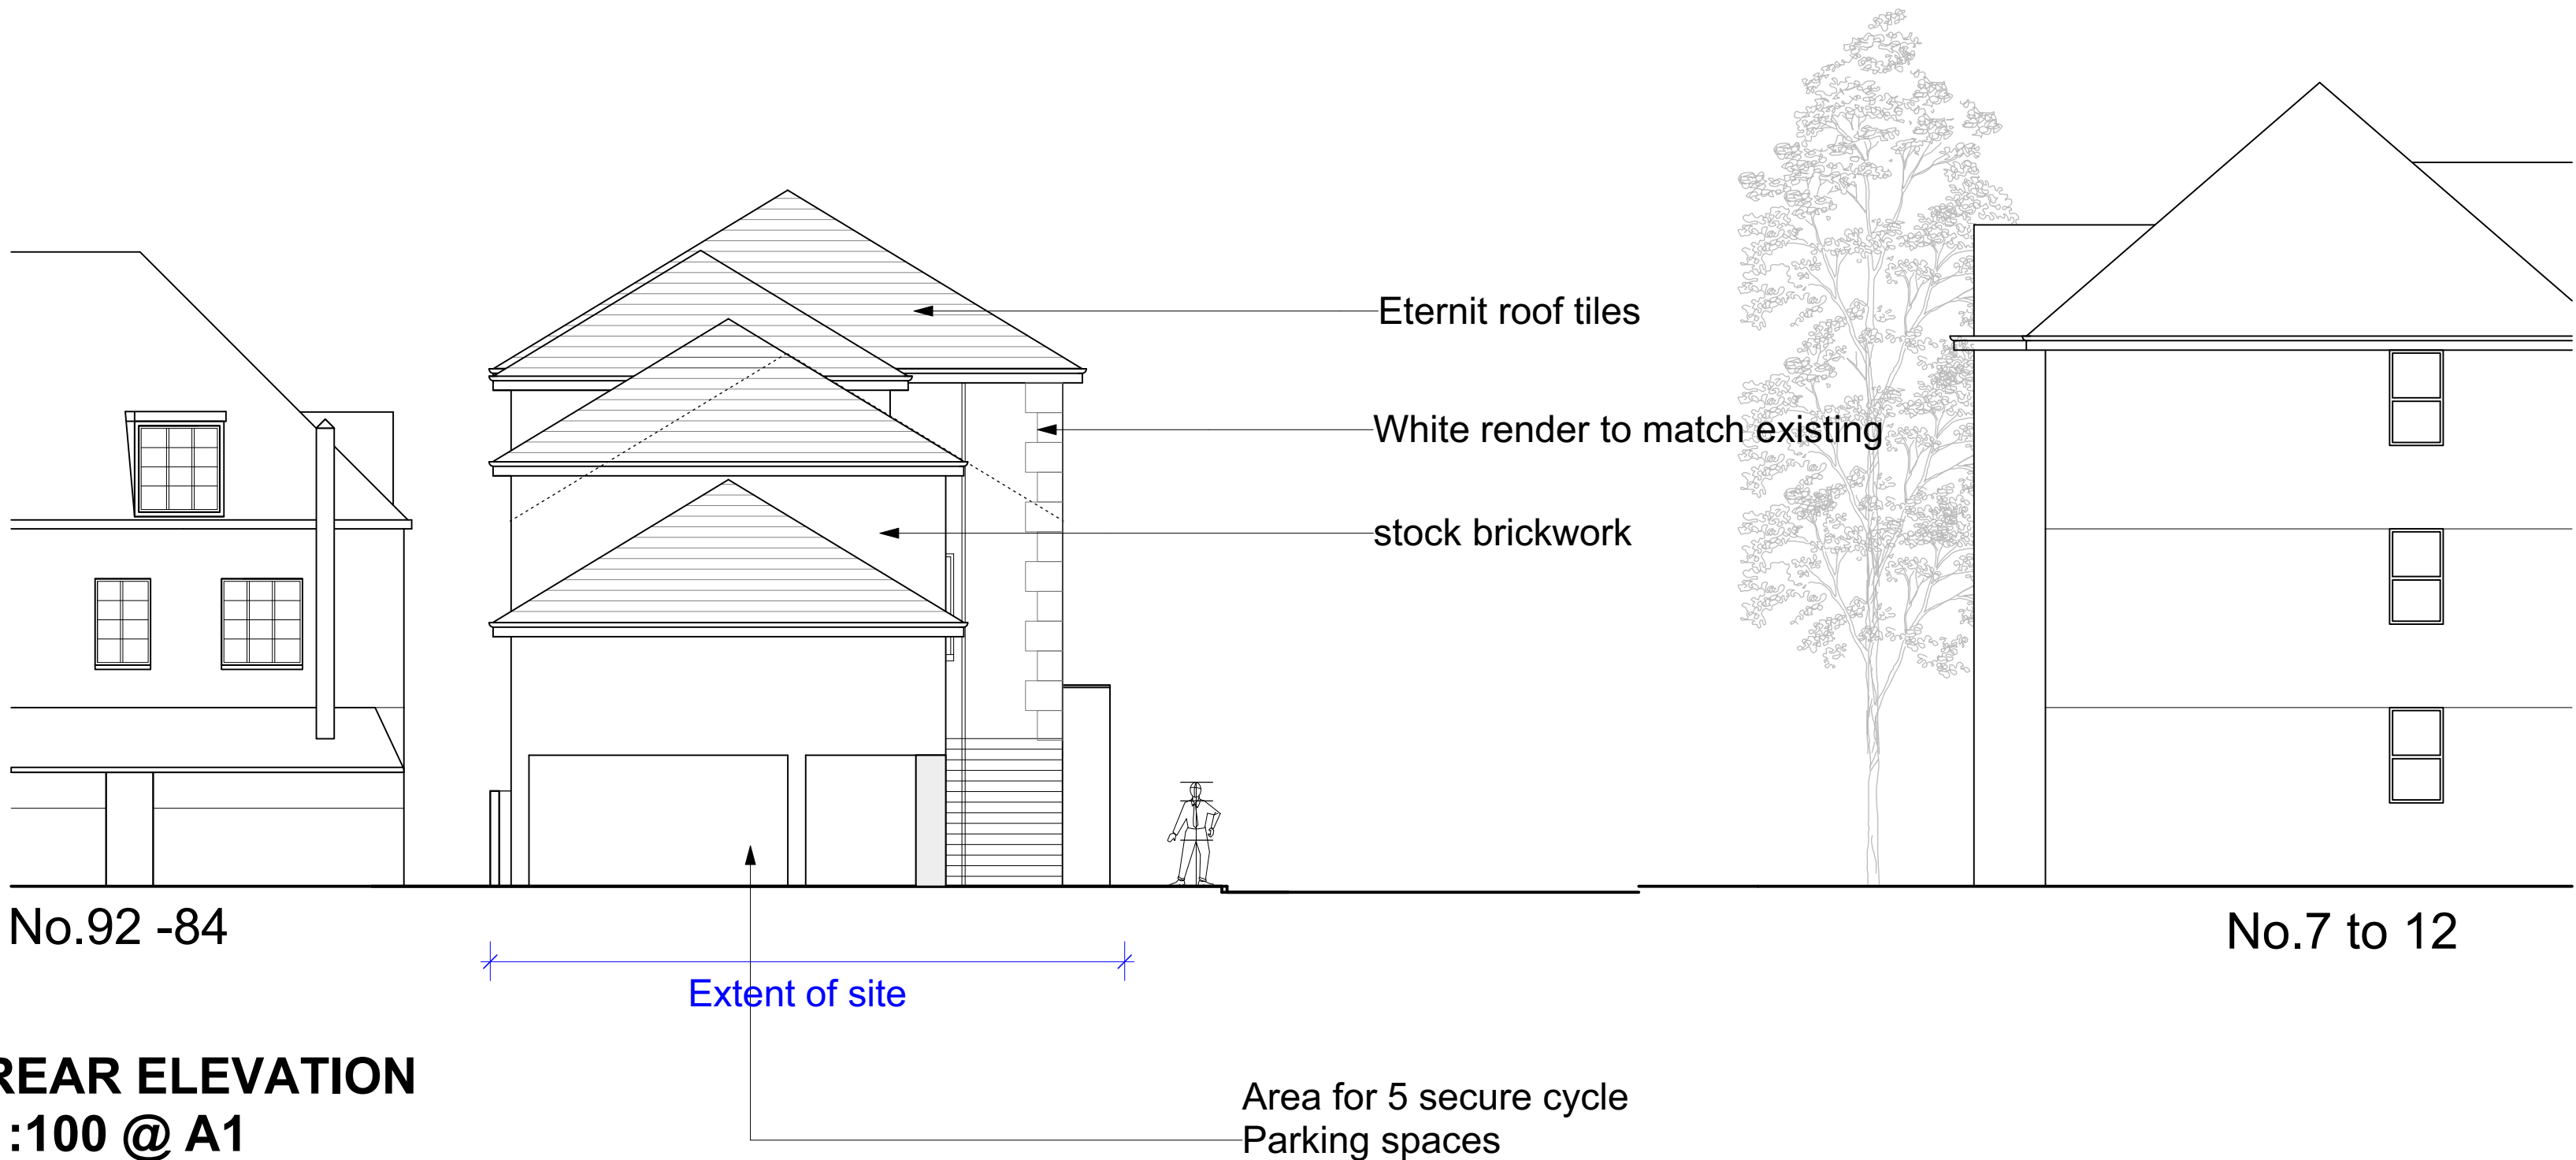 Eternit roof tiles
White render to match existing
stock brickwork
No.92 -84
No.7 to 12
Extent of site
REAR ELEVATION
:100 @ A1
Area for 5 secure cycle
Parking spaces